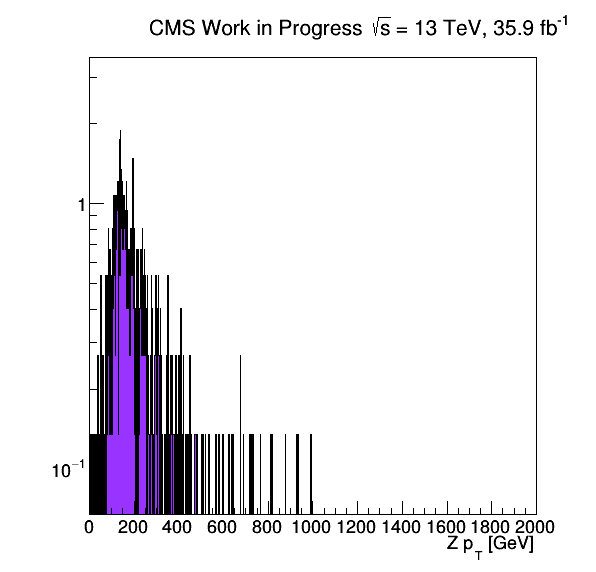 CMS Work in Progress √s = 13 TeV, 35.9 fb⁻¹
1
10⁻¹
0 200 400 600 800 1000 1200 1400 1600 1800 2000
Z p_T [GeV]